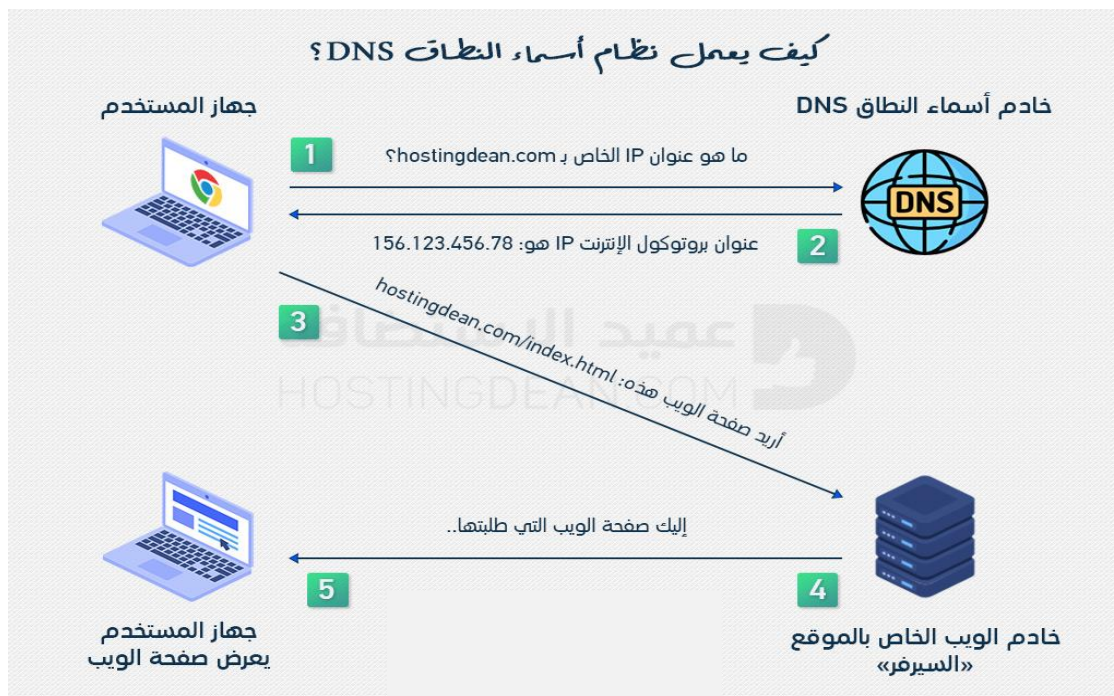 كيف يعمل نظام أسماء النطاق DNS؟
خادم أسماء النطاق DNS
جهاز المستخدم
1
ما هو عنوان IP الخاص بـ hostingdean.com؟
DNS
2
عنوان بروتوكول الإنترنت IP هو: 156.123.456.78
3
أريد صفحة الويب هذه: hostingdean.com/index.html
عميد الاستضافة
HOSTINGDEAN.COM
إليك صفحة الويب التي طلبتها..
4
5
خادم الويب الخاص بالموقع
«السيرفر»
جهاز المستخدم
يعرض صفحة الويب